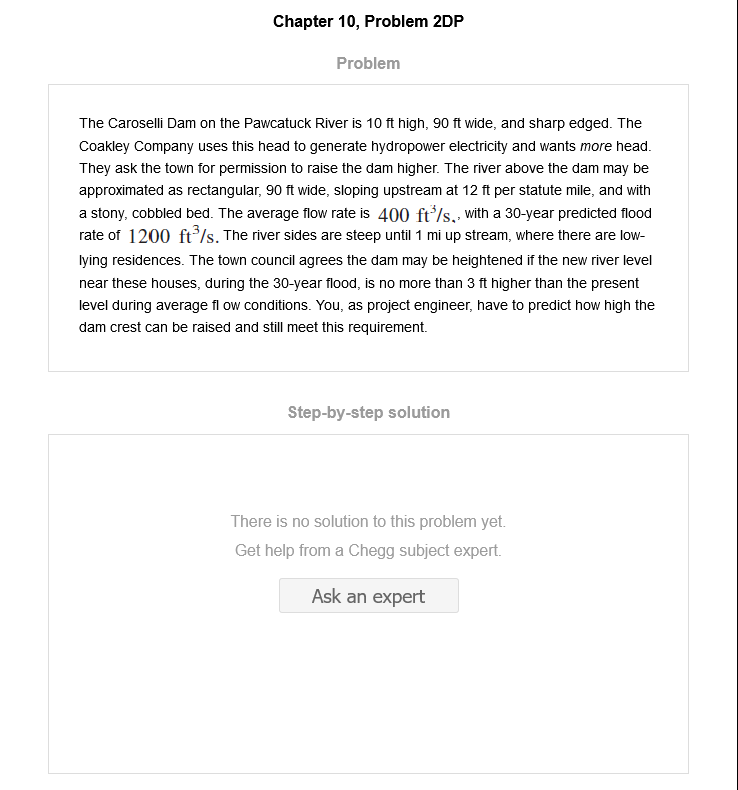 Chapter 10, Problem 2DP
Problem
The Caroselli Dam on the Pawcatuck River is 10 ft high, 90 ft wide, and sharp edged. The
Coakley Company uses this head to generate hydropower electricity and wants more head.
They ask the town for permission to raise the dam higher. The river above the dam may be
approximated as rectangular, 90 ft wide, sloping upstream at 12 ft per statute mile, and with
a stony, cobbled bed. The average flow rate is 400 ft³/s., with a 30-year predicted flood
rate of 1200 ft³/s. The river sides are steep until 1 mi up stream, where there are low-
lying residences. The town council agrees the dam may be heightened if the new river level
near these houses, during the 30-year flood, is no more than 3 ft higher than the present
level during average fl ow conditions. You, as project engineer, have to predict how high the
dam crest can be raised and still meet this requirement.
Step-by-step solution
There is no solution to this problem yet.
Get help from a Chegg subject expert.
Ask an expert